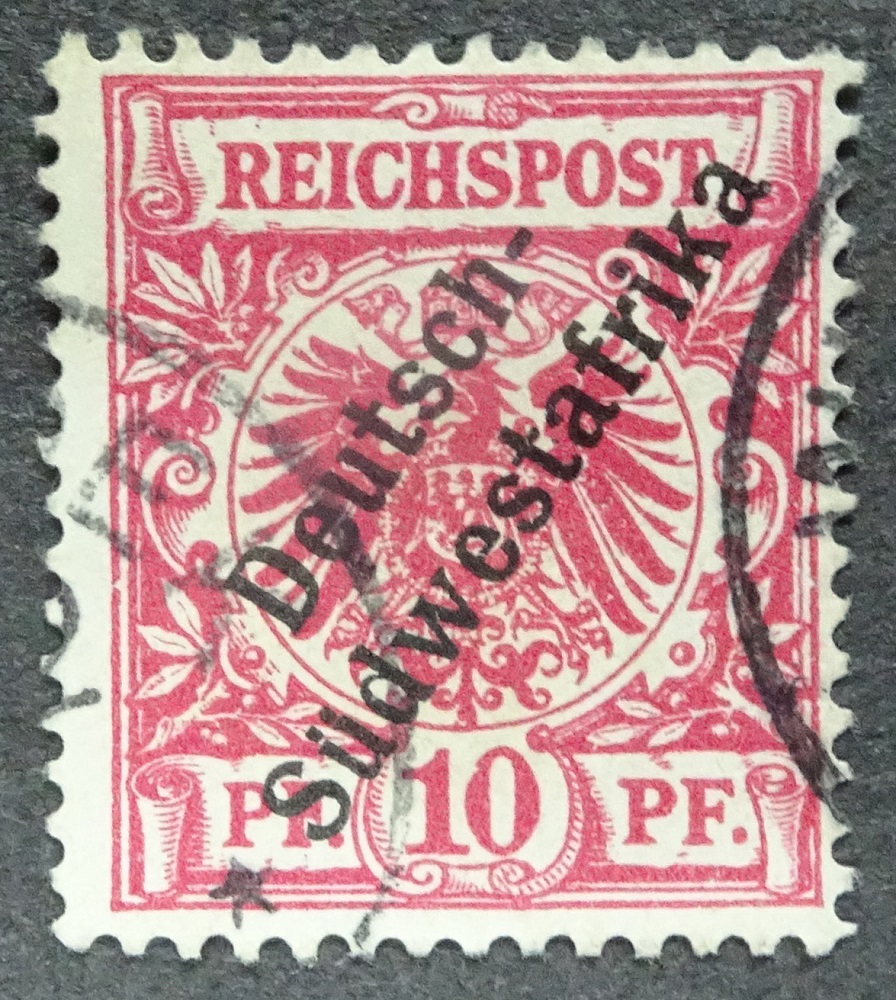 REICHSPOST
Deutsch-
Südwestafrika
PF. 10 PF.